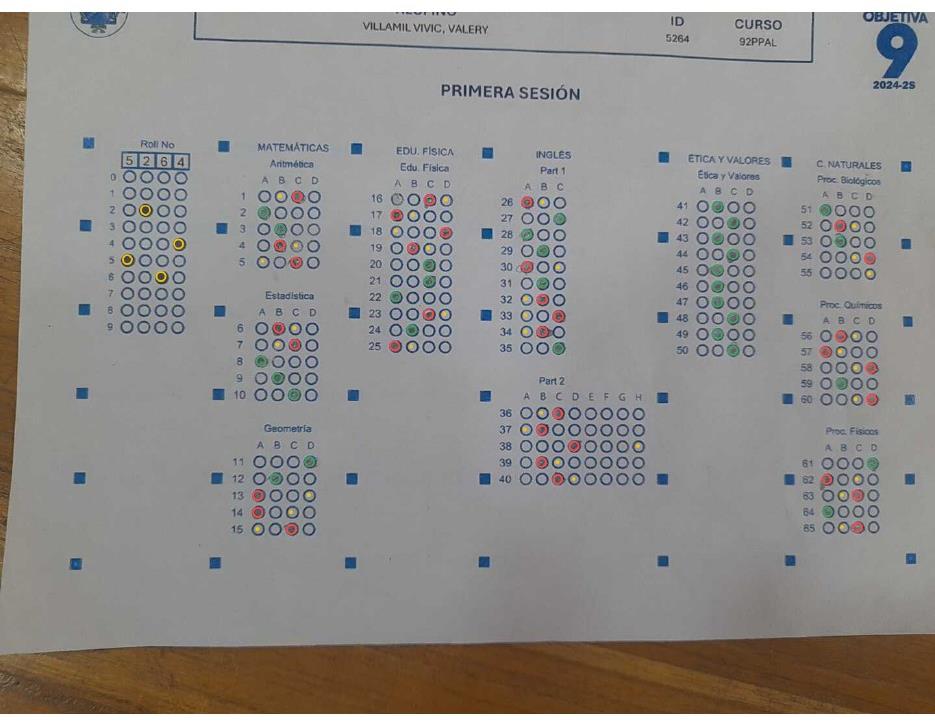 VILLAMIL VIVIC, VALERY
ID
5264
CURSO
92PPAL
OBJETIVA
9
2024-2S
PRIMERA SESIÓN
Roll No
5 2 6 4
0
1
2
3
4
5
6
7
8
9
MATEMÁTICAS
Aritmética
A B C D
1
2
3
4
5
Estadística
A B C D
6
7
8
9
10
Geometría
A B C D
11
12
13
14
15
EDU. FÍSICA
Edu. Física
A B C D
16
17
18
19
20
21
22
23
24
25
INGLÉS
Part 1
A B C
26
27
28
29
30
31
32
33
34
35
Part 2
A B C D E F G H
36
37
38
39
40
ÉTICA Y VALORES
Ética y Valores
A B C D
41
42
43
44
45
46
47
48
49
50
C. NATURALES
Proc. Biológicos
A B C D
51
52
53
54
55
Proc. Químicos
A B C D
56
57
58
59
60
Proc. Físicos
A B C D
61
62
63
64
65